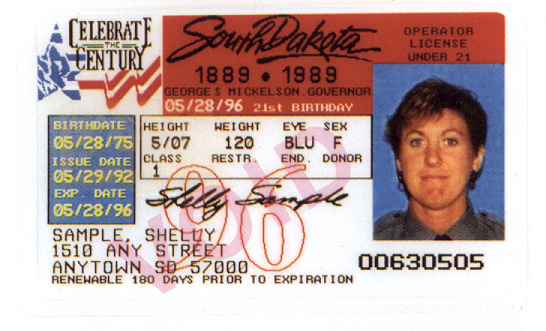 CELEBRATE
THE
CENTURY
South Dakota
1889 • 1989
GEORGE S MICKELSON, GOVERNOR
05/28/96 21st BIRTHDAY
OPERATOR
LICENSE
UNDER 21
BIRTHDATE
05/28/75
ISSUE DATE
05/29/92
EXP. DATE
05/28/96
HEIGHT WEIGHT EYE SEX
5/07 120 BLU F
CLASS RESTR. END. DONOR
1
Shelly Sample
96
VOID
SAMPLE, SHELLY
1510 ANY STREET
ANYTOWN SD 57000
RENEWABLE 180 DAYS PRIOR TO EXPIRATION
00630505